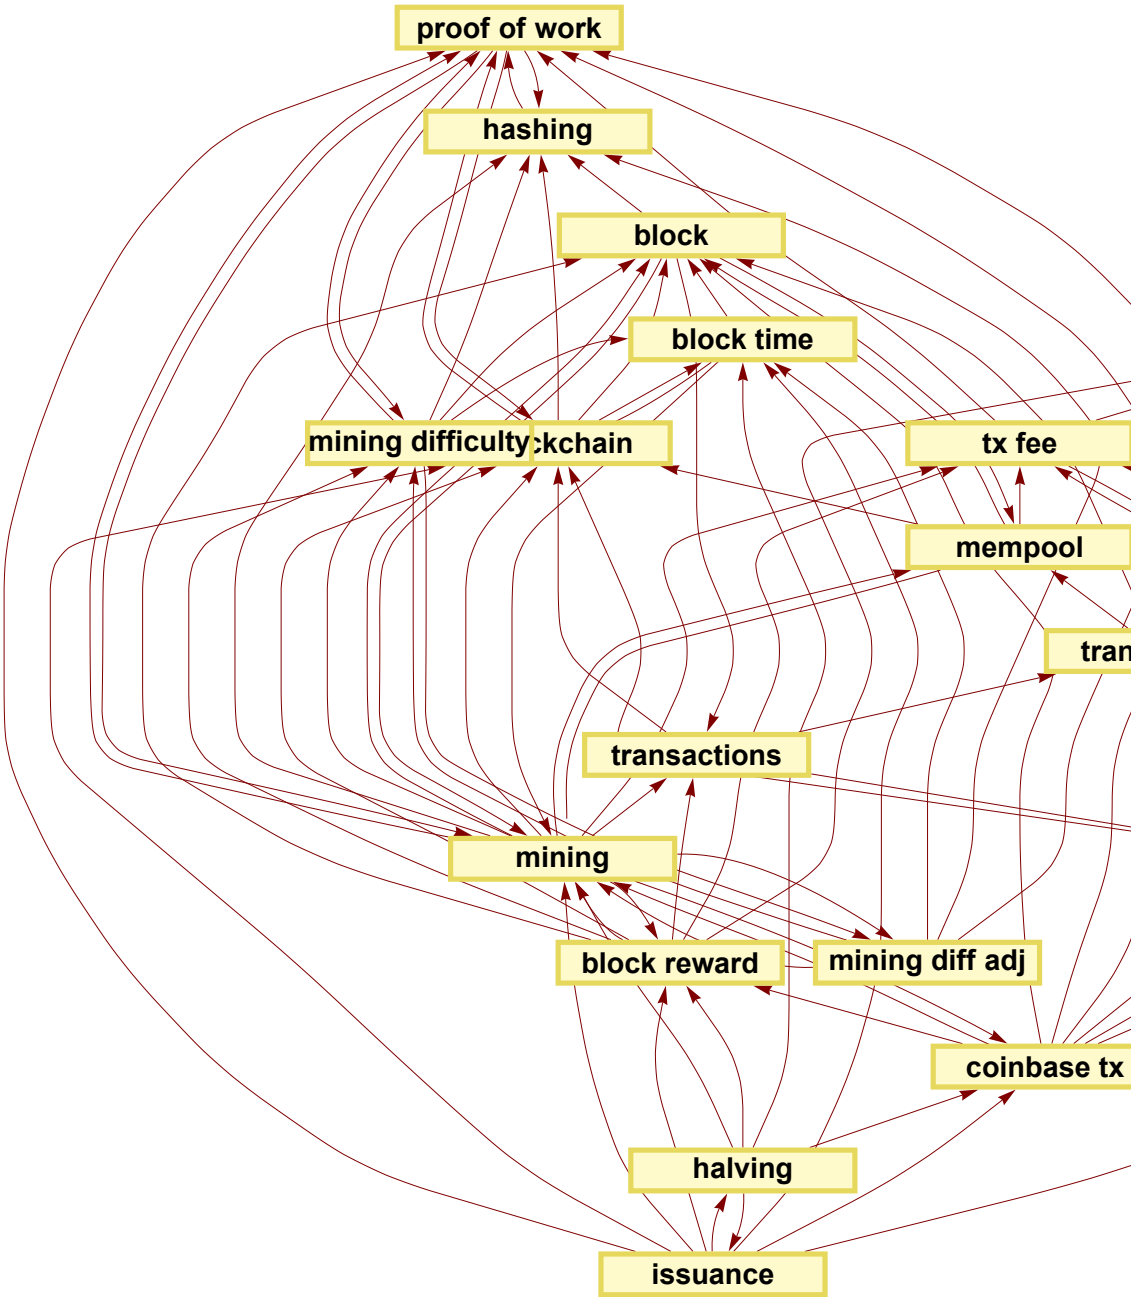 proof of work
hashing
block
block time
mining difficulty
ckchain
tx fee
mempool
tran
transactions
mining
block reward
mining diff adj
coinbase tx
halving
issuance